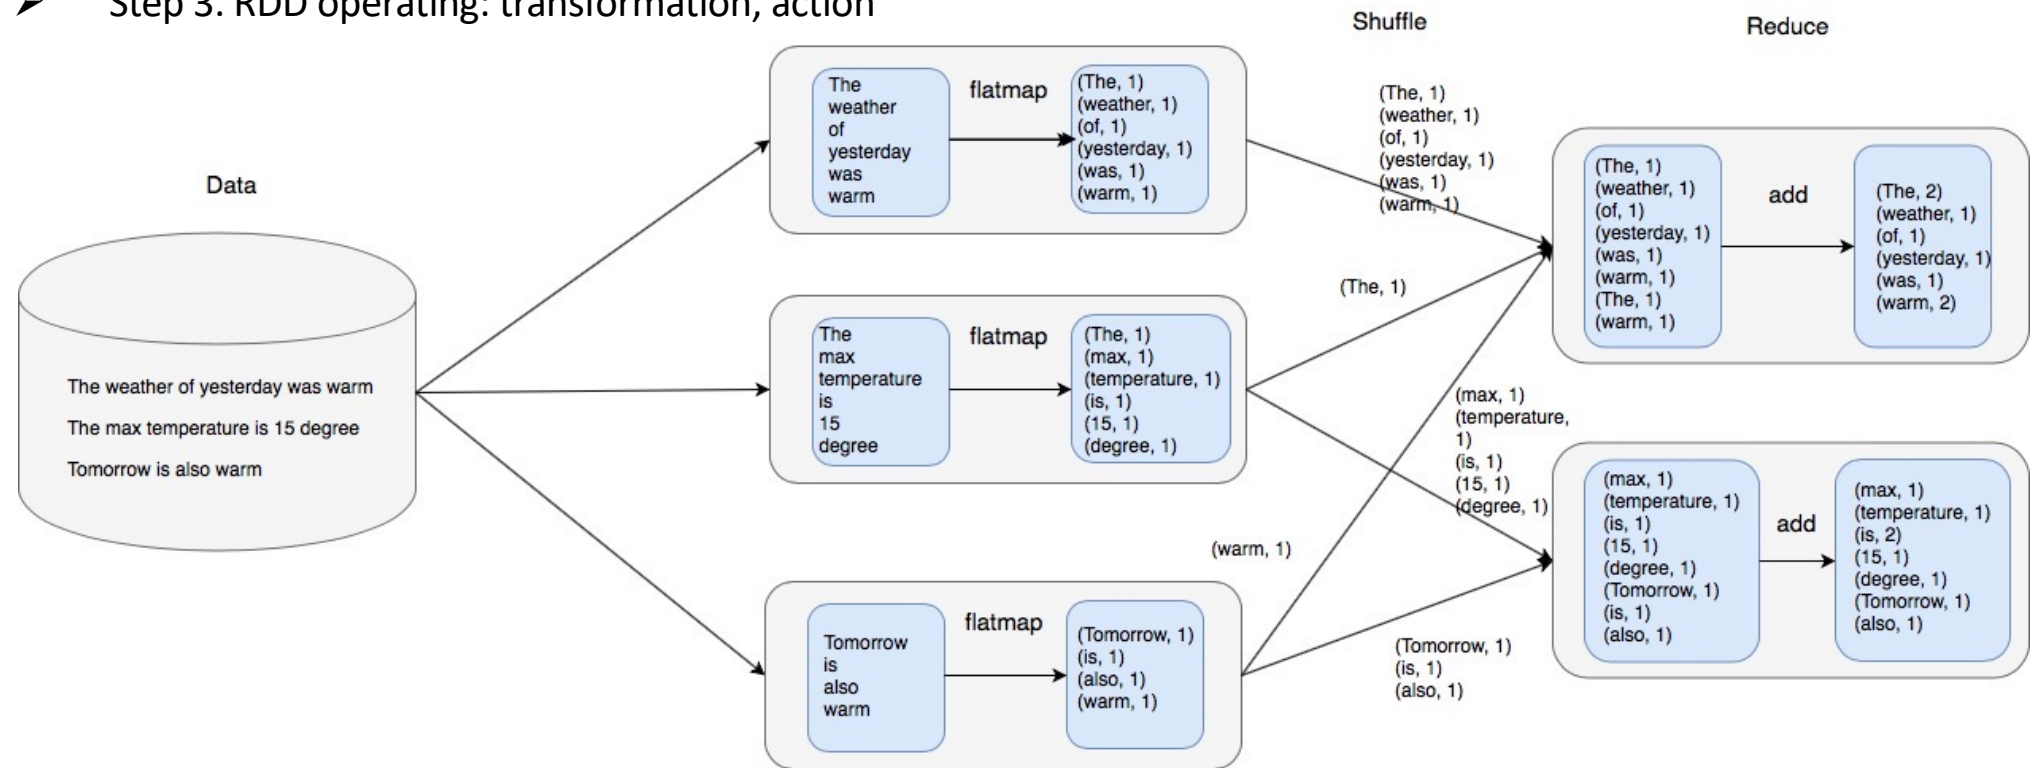 ➢ Step 3: RDD operating: transformation, action
Shuffle
Reduce
Data
The weather of yesterday was warm
The max temperature is 15 degree
Tomorrow is also warm
The
weather
of
yesterday
was
warm
flatmap
(The, 1)
(weather, 1)
(of, 1)
(yesterday, 1)
(was, 1)
(warm, 1)
The
max
temperature
is
15
degree
flatmap
(The, 1)
(max, 1)
(temperature, 1)
(is, 1)
(15, 1)
(degree, 1)
Tomorrow
is
also
warm
flatmap
(Tomorrow, 1)
(is, 1)
(also, 1)
(warm, 1)
(The, 1)
(weather, 1)
(of, 1)
(yesterday, 1)
(was, 1)
(warm, 1)
(The, 1)
(max, 1)
(temperature,
1)
(is, 1)
(15, 1)
(degree, 1)
(warm, 1)
(Tomorrow, 1)
(is, 1)
(also, 1)
(The, 1)
(weather, 1)
(of, 1)
(yesterday, 1)
(was, 1)
(warm, 1)
(The, 1)
(warm, 1)
add
(The, 2)
(weather, 1)
(of, 1)
(yesterday, 1)
(was, 1)
(warm, 2)
(max, 1)
(temperature, 1)
(is, 1)
(15, 1)
(degree, 1)
(Tomorrow, 1)
(is, 1)
(also, 1)
add
(max, 1)
(temperature, 1)
(is, 2)
(15, 1)
(degree, 1)
(Tomorrow, 1)
(also, 1)